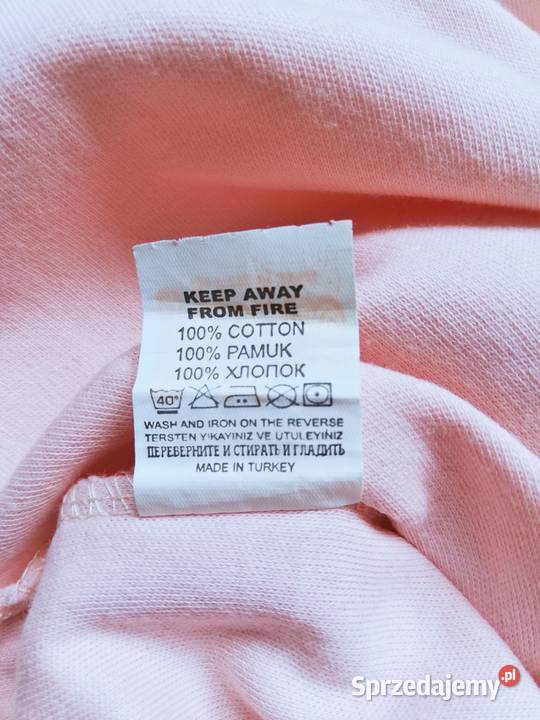 KEEP AWAY
FROM FIRE
100% COTTON
100% PAMUK
100% ХЛОПОК
40°
WASH AND IRON ON THE REVERSE
TERSTEN YIKAYINIZ VE UTULEYINIZ
ПЕРЕВЕРНИТЕ И СТИРАТЬ И ГЛАДИТЬ
MADE IN TURKEY
Sprzedajemy.pl